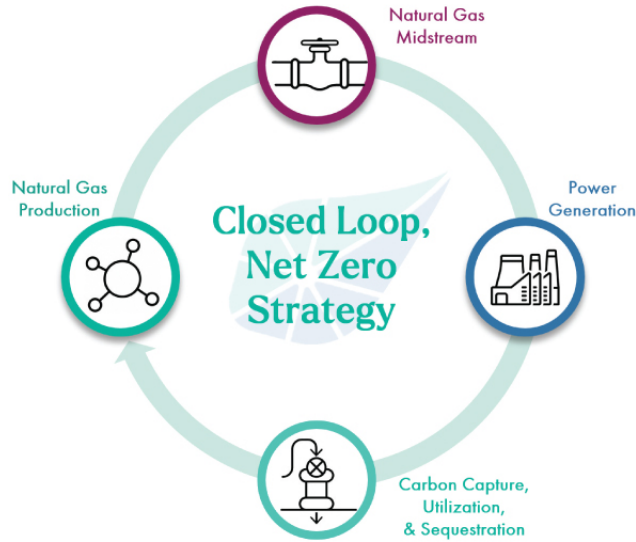 Natural Gas
Midstream
Natural Gas
Production
Power
Generation
Closed Loop,
Net Zero
Strategy
Carbon Capture,
Utilization,
& Sequestration